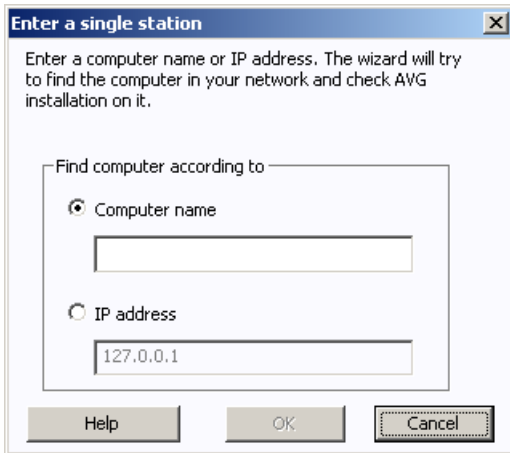 Enter a single station
Enter a computer name or IP address. The wizard will try
to find the computer in your network and check AVG
installation on it.
Find computer according to
Computer name
IP address
127.0.0.1
Help OK Cancel